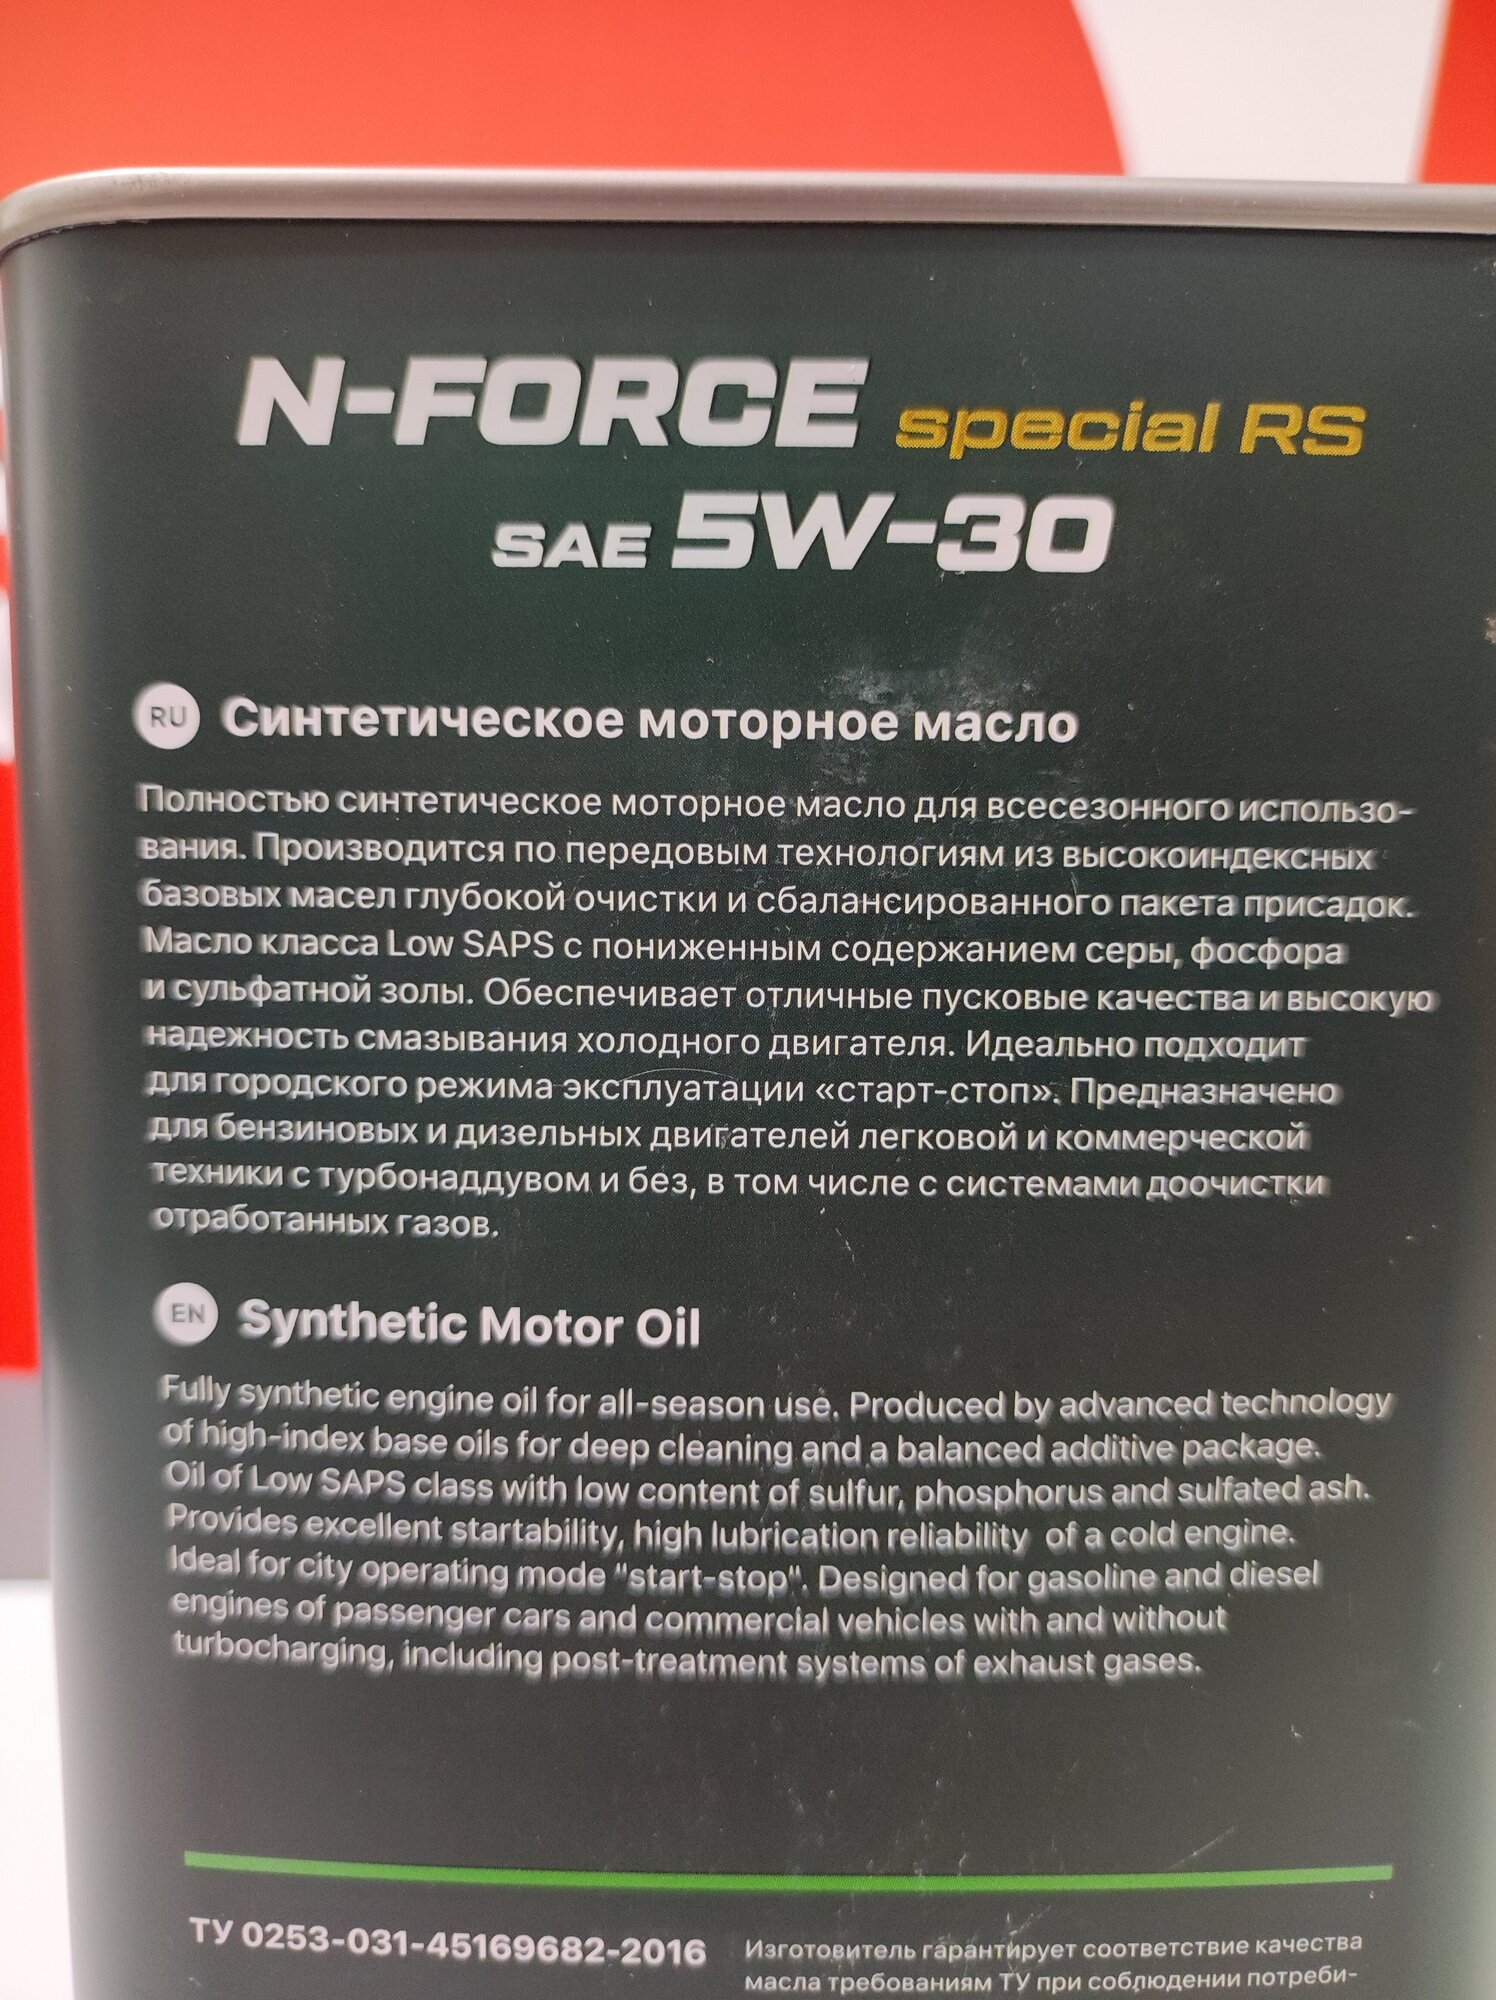 N-FORCE special RS
SAE 5W-30
RU Синтетическое моторное масло
Полностью синтетическое моторное масло для всесезонного использо-
вания. Производится по передовым технологиям из высокоиндексных
базовых масел глубокой очистки и сбалансированного пакета присадок.
Масло класса Low SAPS с пониженным содержанием серы, фосфора
и сульфатной золы. Обеспечивает отличные пусковые качества и высокую
надежность смазывания холодного двигателя. Идеально подходит
для городского режима эксплуатации «старт-стоп». Предназначено
для бензиновых и дизельных двигателей легковой и коммерческой
техники с турбонаддувом и без, в том числе с системами доочистки
отработанных газов.
EN Synthetic Motor Oil
Fully synthetic engine oil for all-season use. Produced by advanced technology
of high-index base oils for deep cleaning and a balanced additive package.
Oil of Low SAPS class with low content of sulfur, phosphorus and sulfated ash.
Provides excellent startability, high lubrication reliability of a cold engine.
Ideal for city operating mode "start-stop". Designed for gasoline and diesel
engines of passenger cars and commercial vehicles with and without
turbocharging, including post-treatment systems of exhaust gases.
ТУ 0253-031-45169682-2016
Изготовитель гарантирует соответствие качества
масла требованиям ТУ при соблюдении потреби-